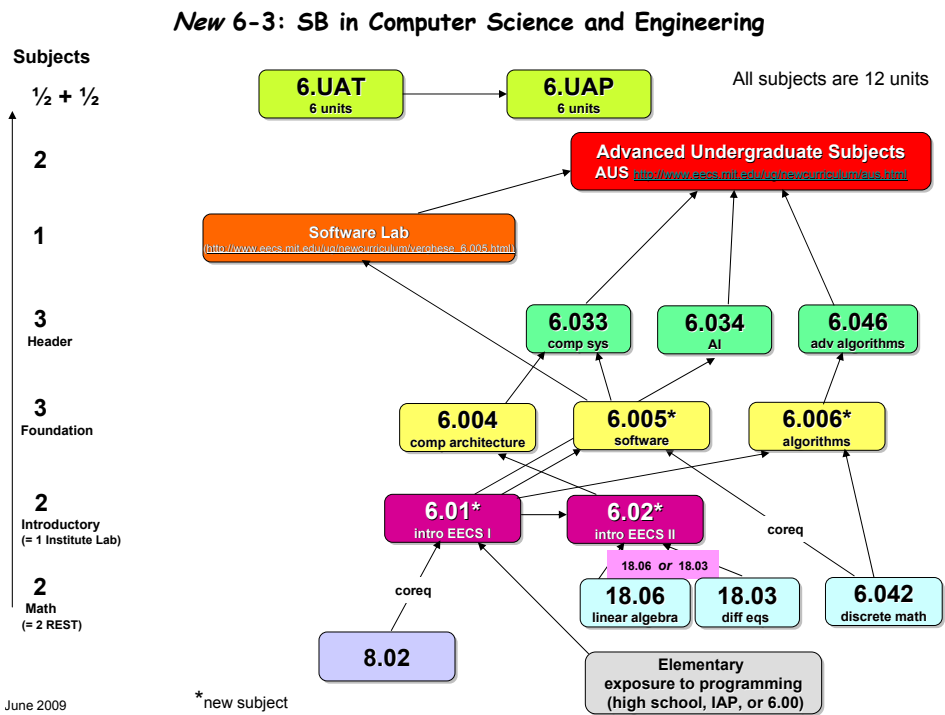 New 6-3: SB in Computer Science and Engineering
Subjects
½ + ½
6.UAT
6 units
6.UAP
6 units
All subjects are 12 units
2
Advanced Undergraduate Subjects
AUS http://www.eecs.mit.edu/ug/newcurriculum/aus.html
1
Software Lab
(http://www.eecs.mit.edu/ug/newcurriculum/verghese_6.005.html)
3
Header
6.033
comp sys
6.034
AI
6.046
adv algorithms
3
Foundation
6.004
comp architecture
6.005*
software
6.006*
algorithms
2
Introductory
(= 1 Institute Lab)
6.01*
intro EECS I
6.02*
intro EECS II
coreq
18.06 or 18.03
2
Math
(= 2 REST)
coreq
18.06
linear algebra
18.03
diff eqs
6.042
discrete math
8.02
Elementary
exposure to programming
(high school, IAP, or 6.00)
June 2009
*new subject